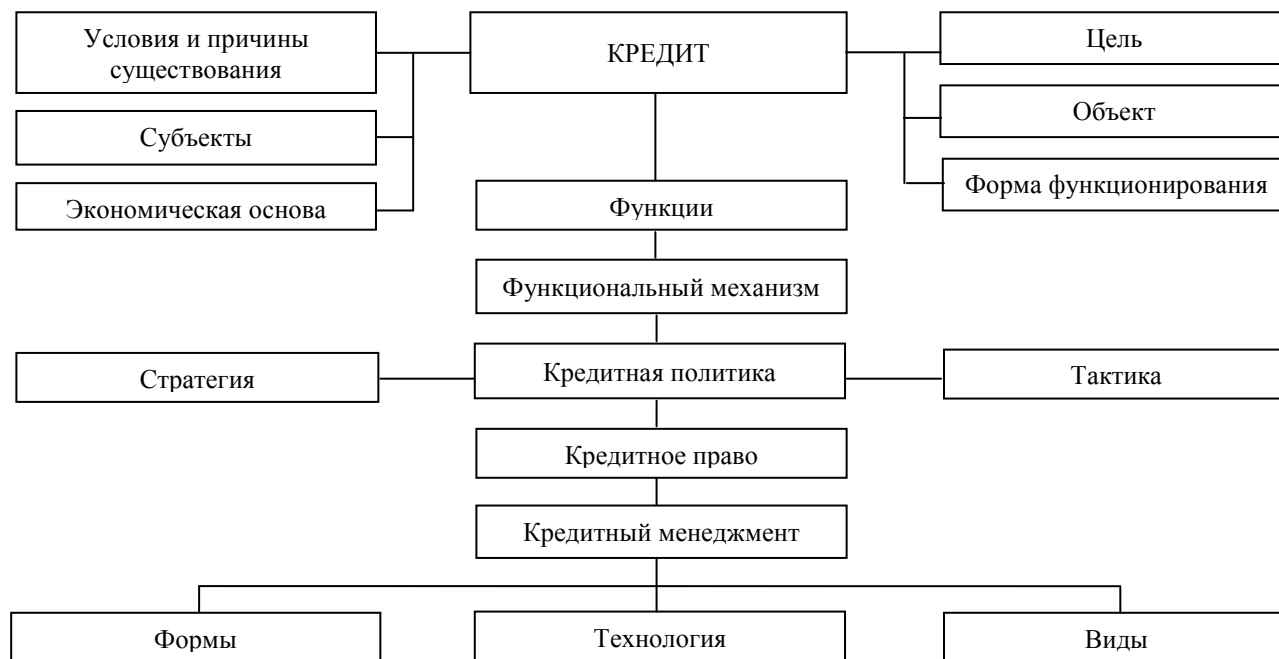 Условия и причины
существования
КРЕДИТ
Цель
Субъекты
Объект
Экономическая основа
Функции
Форма функционирования
Функциональный механизм
Стратегия
Кредитная политика
Тактика
Кредитное право
Кредитный менеджмент
Формы
Технология
Виды